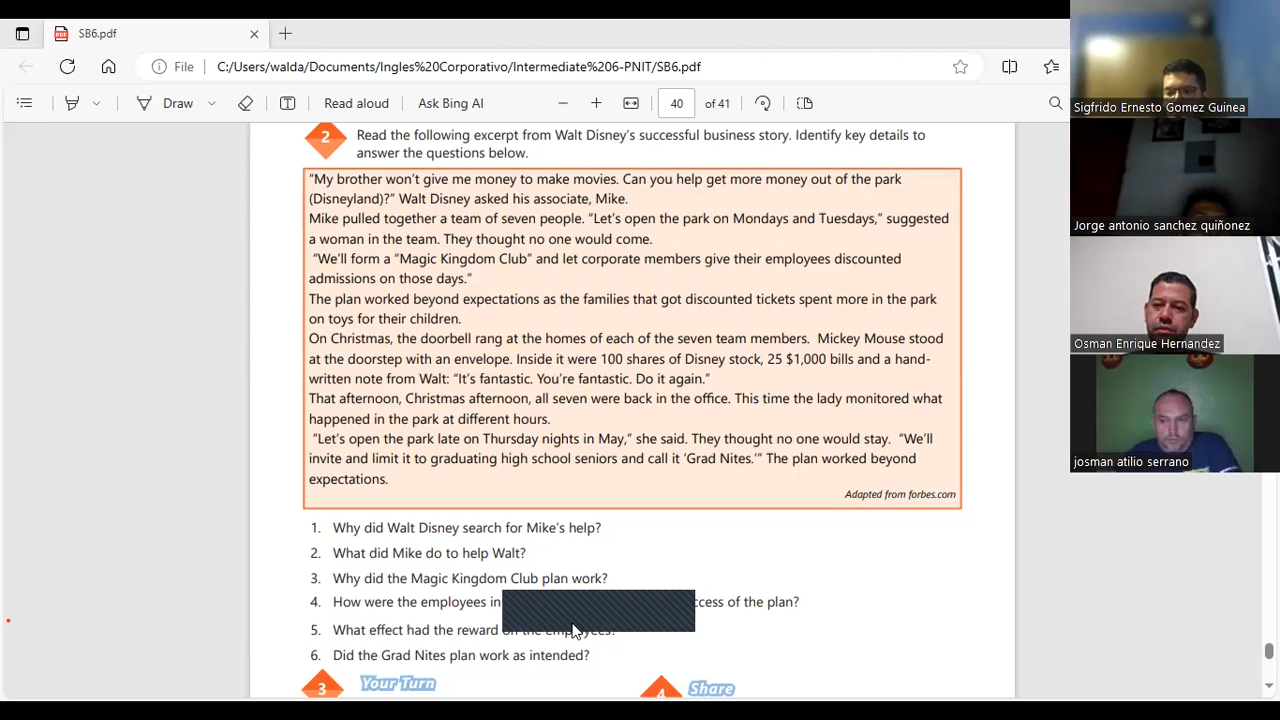 SB6.pdf
File
C:/Users/walda/Documents/Ingles%20Corporativo/Intermediate%206-PNIT/SB6.pdf
Draw
Read aloud
Ask Bing AI
40 of 41
2
Read the following excerpt from Walt Disney's successful business story. Identify key details to
answer the questions below.
"My brother won't give me money to make movies. Can you help get more money out of the park
(Disneyland)?" Walt Disney asked his associate, Mike.
Mike pulled together a team of seven people. "Let's open the park on Mondays and Tuesdays," suggested
a woman in the team. They thought no one would come.
"We'll form a "Magic Kingdom Club" and let corporate members give their employees discounted
admissions on those days."
The plan worked beyond expectations as the families that got discounted tickets spent more in the park
on toys for their children.
On Christmas, the doorbell rang at the homes of each of the seven team members. Mickey Mouse stood
at the doorstep with an envelope. Inside it were 100 shares of Disney stock, 25 $1,000 bills and a hand-
written note from Walt: "It's fantastic. You're fantastic. Do it again."
That afternoon, Christmas afternoon, all seven were back in the office. This time the lady monitored what
happened in the park at different hours.
"Let's open the park late on Thursday nights in May," she said. They thought no one would stay. "We'll
invite and limit it to graduating high school seniors and call it 'Grad Nites.'" The plan worked beyond
expectations.
Adapted from forbes.com
1. Why did Walt Disney search for Mike's help?
2. What did Mike do to help Walt?
3. Why did the Magic Kingdom Club plan work?
4. How were the employees in of the plan?
5. What effect had the reward on the employees?
6. Did the Grad Nites plan work as intended?
3 Your Turn
4 Share
Sigfrido Ernesto Gomez Guinea
Jorge antonio sanchez quiñonez
Osman Enrique Hernandez
josman atilio serrano